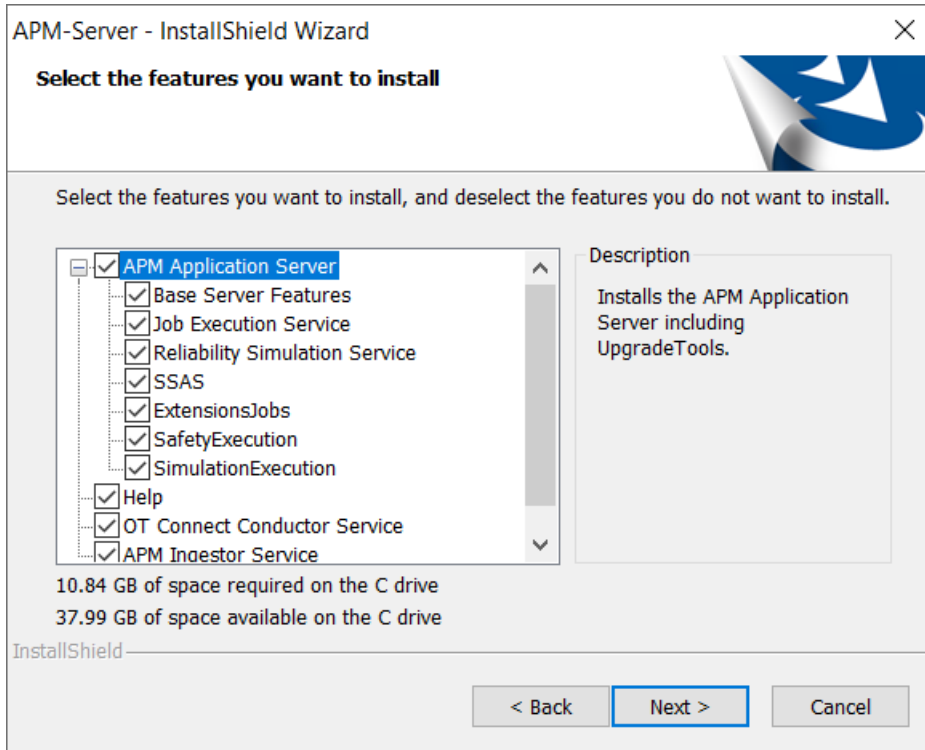 APM-Server - InstallShield Wizard
Select the features you want to install
Select the features you want to install, and deselect the features you do not want to install.
APM Application Server
Base Server Features
Job Execution Service
Reliability Simulation Service
SSAS
ExtensionsJobs
SafetyExecution
SimulationExecution
Help
OT Connect Conductor Service
APM Ingestor Service
Description
Installs the APM Application
Server including
UpgradeTools.
10.84 GB of space required on the C drive
37.99 GB of space available on the C drive
InstallShield
< Back
Next >
Cancel